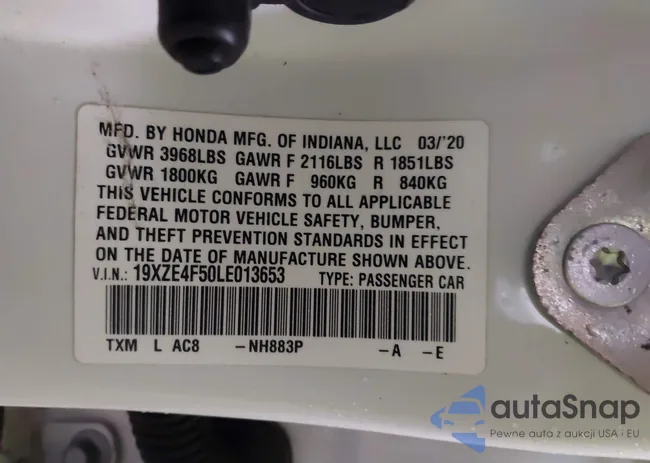 MFD. BY HONDA MFG. OF INDIANA, LLC 03/'20
GVWR 3968LBS GAWR F 2116LBS R 1851LBS
GVWR 1800KG GAWR F 960KG R 840KG
THIS VEHICLE CONFORMS TO ALL APPLICABLE
FEDERAL MOTOR VEHICLE SAFETY, BUMPER,
AND THEFT PREVENTION STANDARDS IN EFFECT
ON THE DATE OF MANUFACTURE SHOWN ABOVE.
V.I.N.: 19XZE4F50LE013653 TYPE: PASSENGER CAR
TXM L AC8 -NH883P -A -E
autaSnap
Pewne auta z aukcji USA i EU